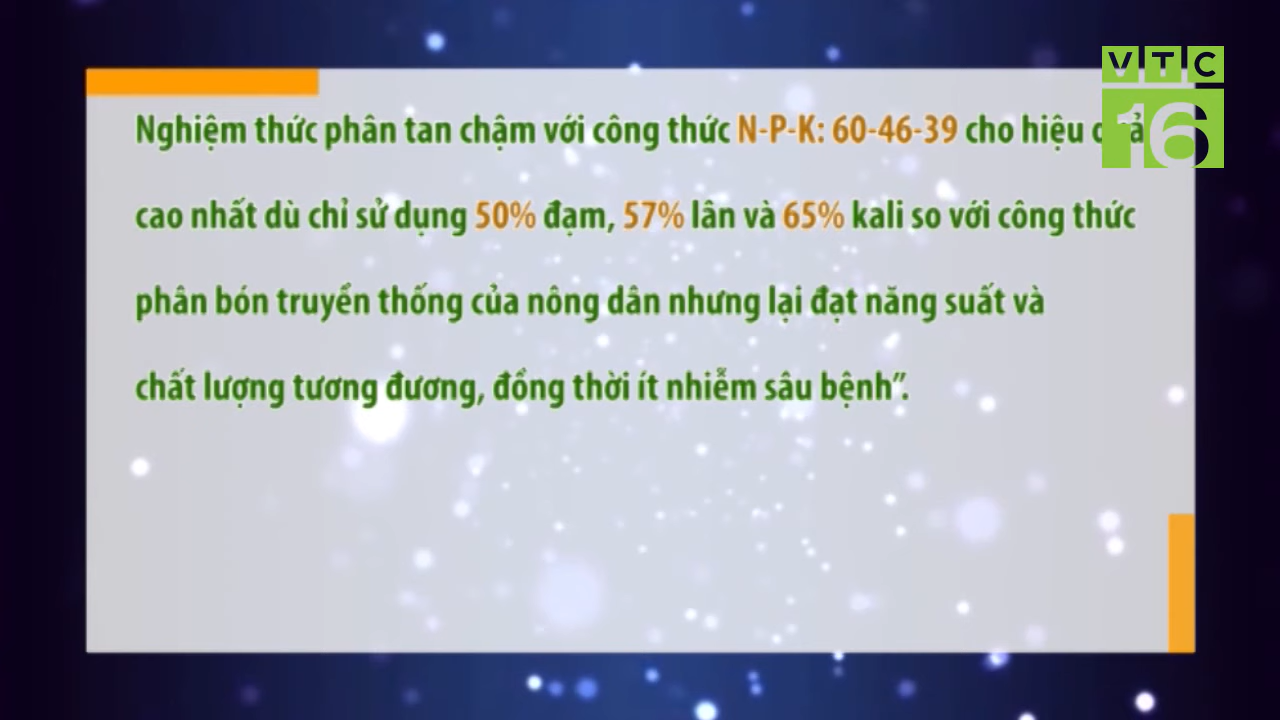 VTC
16
Nghiệm thức phân tan chậm với công thức N-P-K: 60-46-39 cho hiệu quả
cao nhất dù chỉ sử dụng 50% đạm, 57% lân và 65% kali so với công thức
phân bón truyền thống của nông dân nhưng lại đạt năng suất và
chất lượng tương đương, đồng thời ít nhiễm sâu bệnh”.